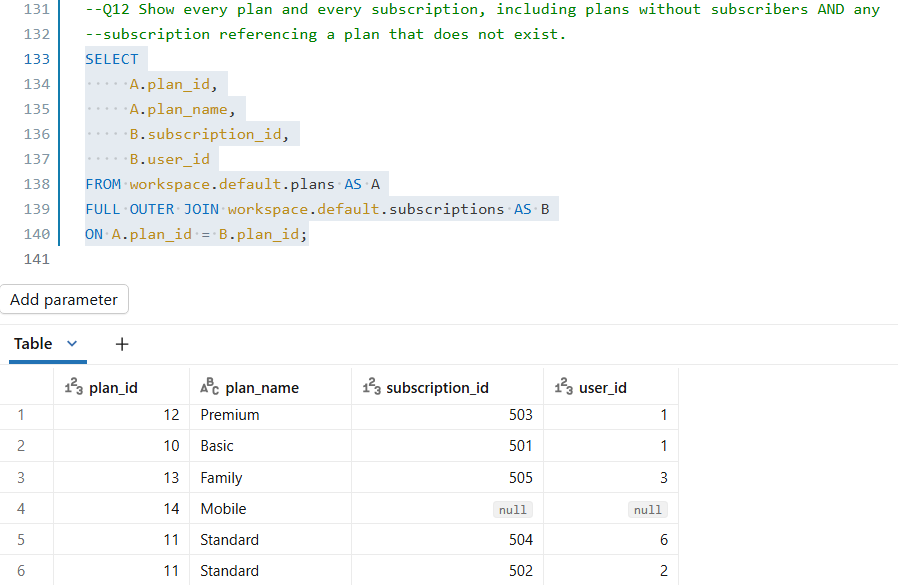 131 --Q12 Show every plan and every subscription, including plans without subscribers AND any
132 --subscription referencing a plan that does not exist.
133 SELECT
134 A.plan_id,
135 A.plan_name,
136 B.subscription_id,
137 B.user_id
138 FROM workspace.default.plans AS A
139 FULL OUTER JOIN workspace.default.subscriptions AS B
140 ON A.plan_id = B.plan_id;
141
Add parameter
Table +
123 plan_id ABC plan_name 123 subscription_id 123 user_id
1 12 Premium 503 1
2 10 Basic 501 1
3 13 Family 505 3
4 14 Mobile null null
5 11 Standard 504 6
6 11 Standard 502 2